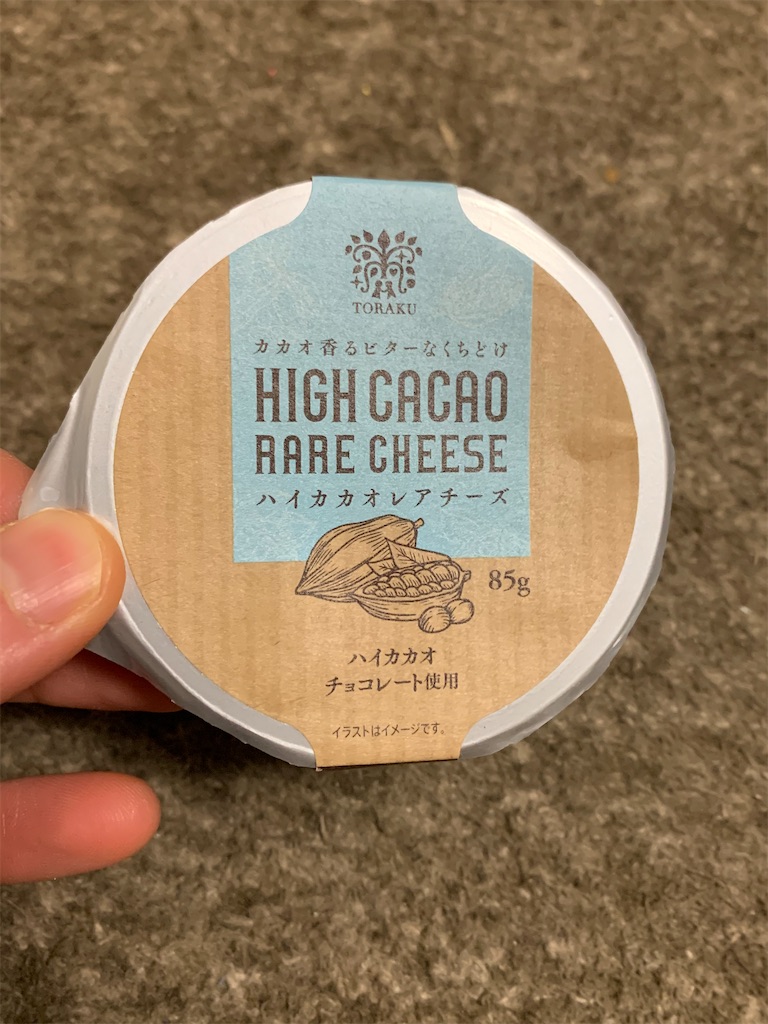 TORAKU
カカオ香るビターなくちどけ
HIGH CACAO
RARE CHEESE
ハイカカオレアチーズ
85g
ハイカカオ
チョコレート使用
イラストはイメージです。